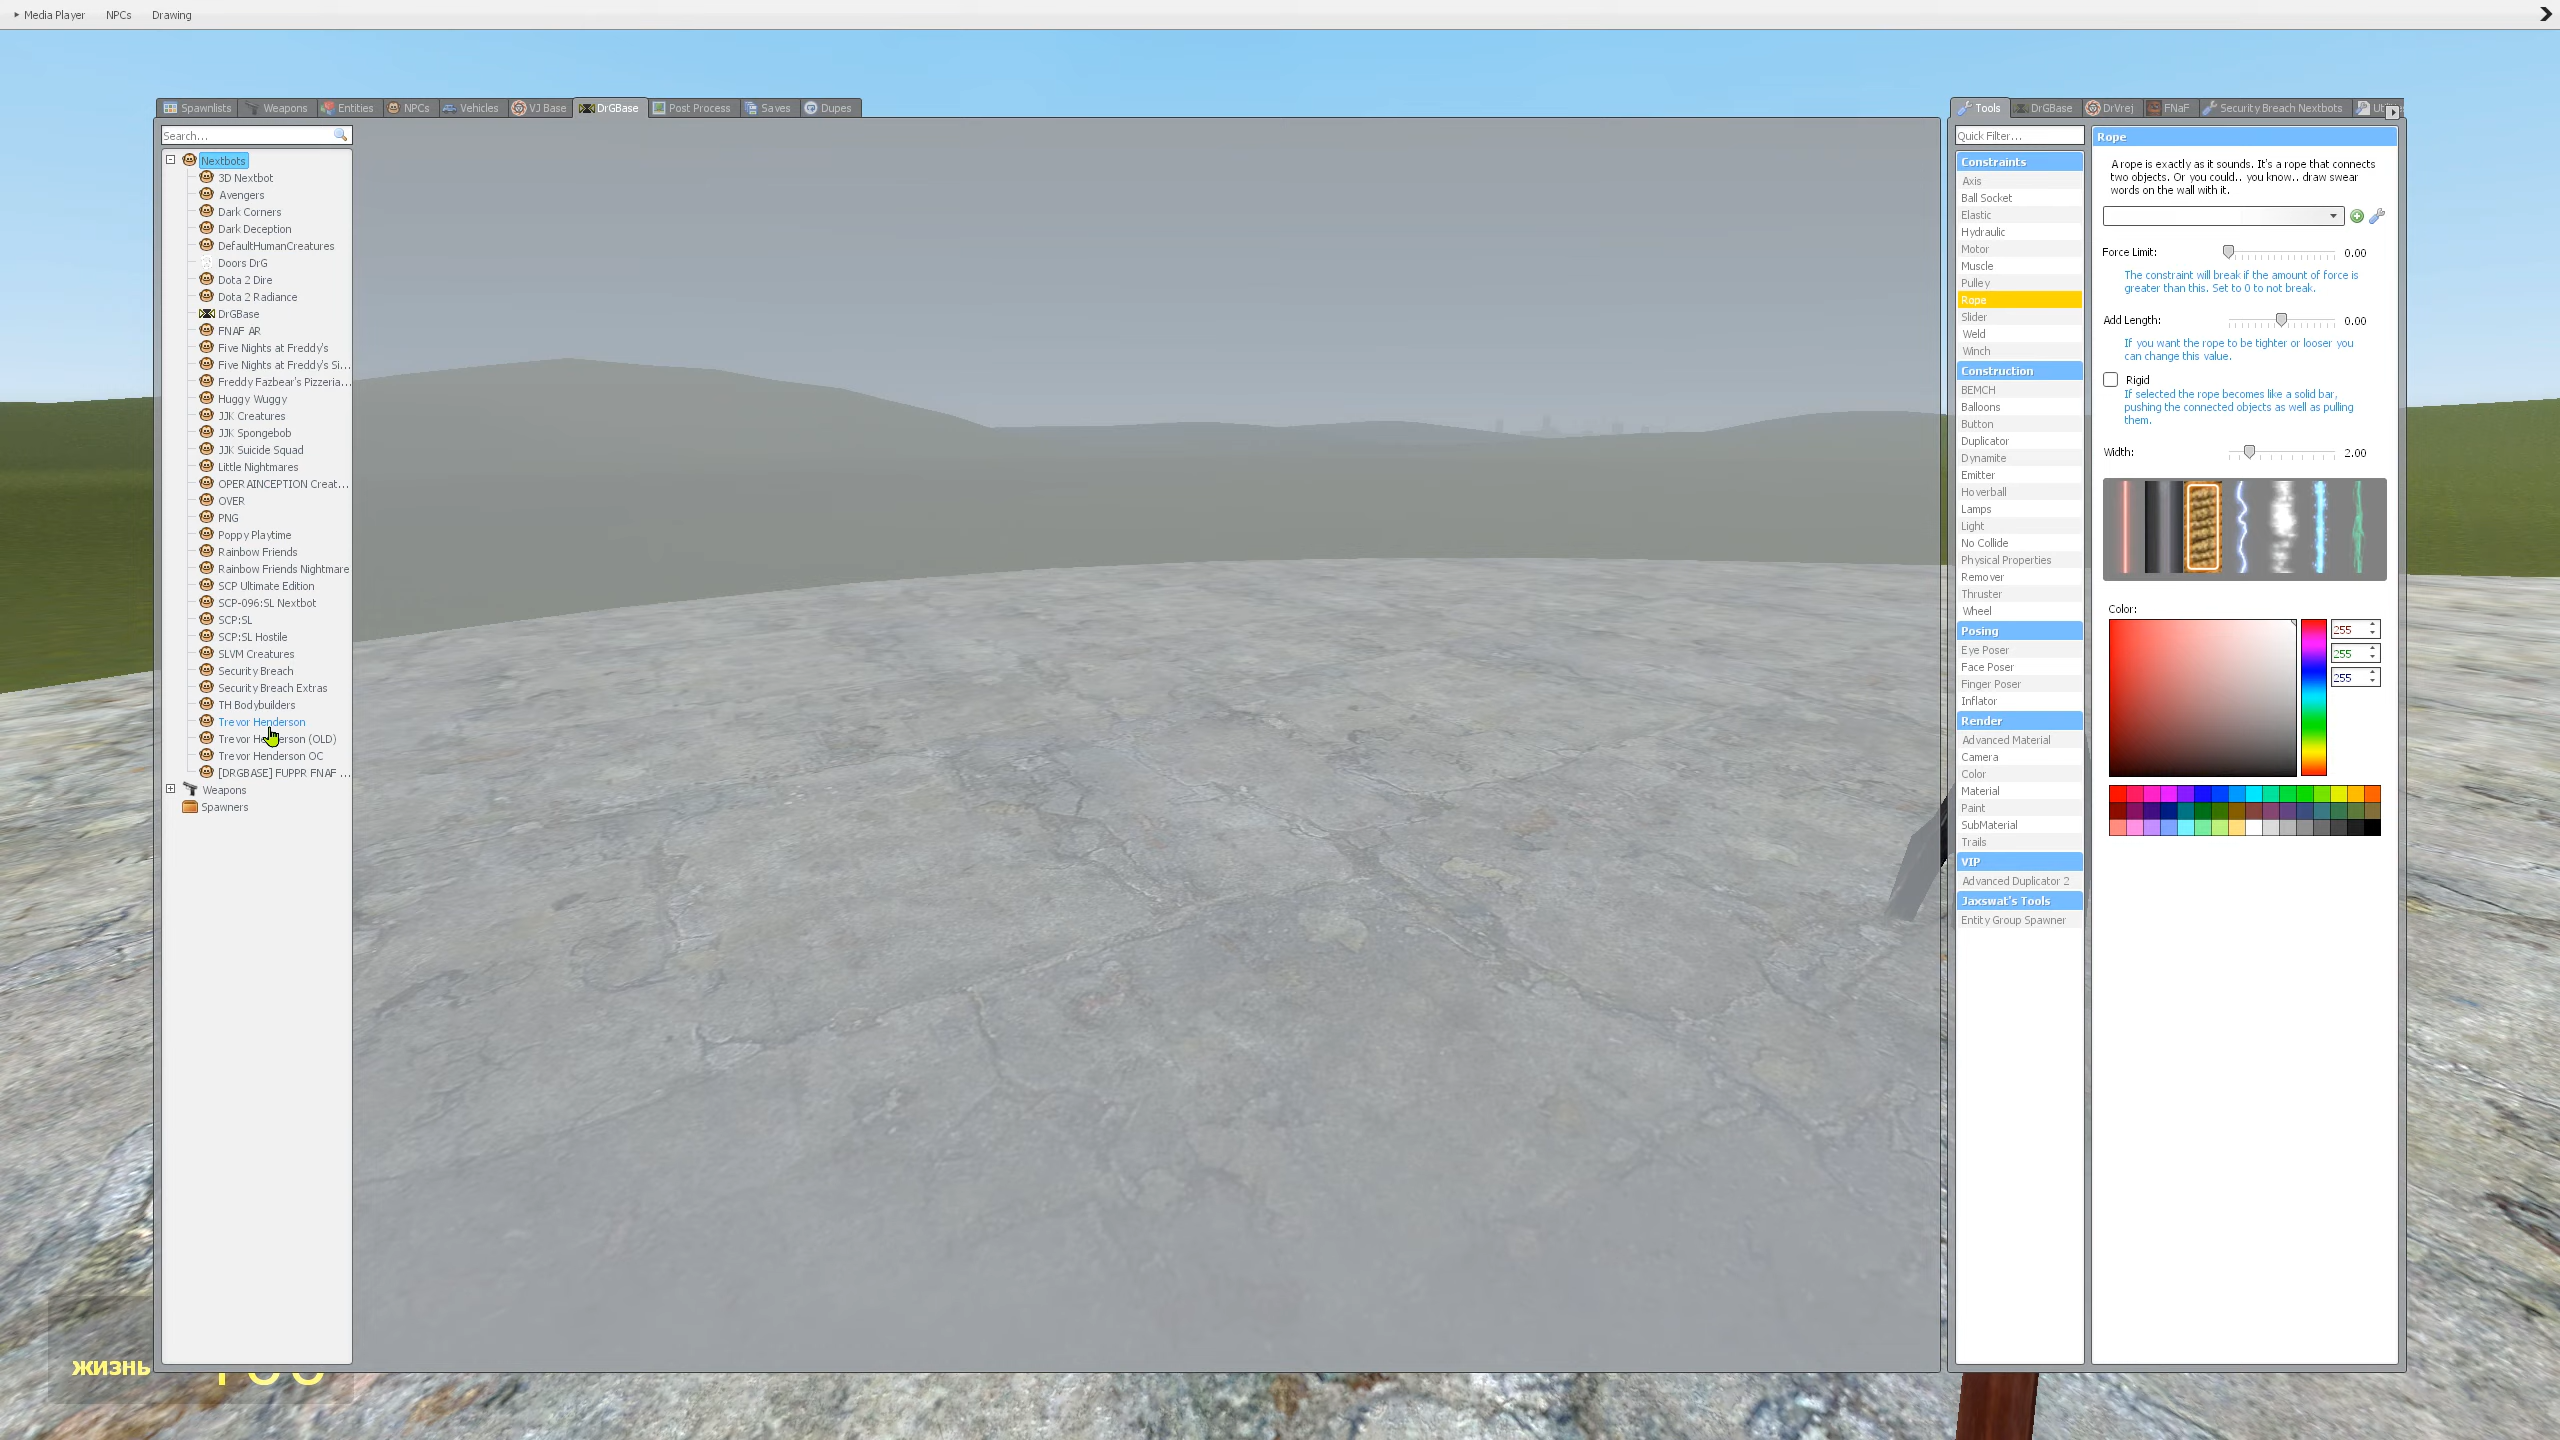 Media Player NPCs Drawing
Spawnlists Weapons Entities NPCs Vehicles VJ Base DrGBase Post Process Saves Dupes
Search...
Nextbots
3D Nextbot
Avengers
Dark Corners
Dark Deception
DefaultHumanCreatures
Doors DrG
Dota 2 Dire
Dota 2 Radiance
DrGBase
FNAF AR
Five Nights at Freddy's
Five Nights at Freddy's Si...
Freddy Fazbear's Pizzeria...
Huggy Wuggy
JJK Creatures
JJK Spongebob
JJK Suicide Squad
Little Nightmares
OPERAINCEPTION Creat...
OVER
PNG
Poppy Playtime
Rainbow Friends
Rainbow Friends Nightmare
SCP Ultimate Edition
SCP-096:SL Nextbot
SCP:SL
SCP:SL Hostile
SLVM Creatures
Security Breach
Security Breach Extras
TH Bodybuilders
Trevor Henderson
Trevor Henderson (OLD)
Trevor Henderson OC
[DRGBASE] FUPPR FNAF ...
Weapons
Spawners
жизнь
Tools DrGBase DrVrej FNaF Security Breach Nextbots
Quick Filter...
Constraints
Axis
Ball Socket
Elastic
Hydraulic
Motor
Muscle
Pulley
Rope
Slider
Weld
Winch
Construction
BEMCH
Balloons
Button
Duplicator
Dynamite
Emitter
Hoverball
Lamps
Light
No Collide
Physical Properties
Remover
Thruster
Wheel
Posing
Eye Poser
Face Poser
Finger Poser
Inflator
Render
Advanced Material
Camera
Color
Material
Paint
SubMaterial
Trails
VIP
Advanced Duplicator 2
Jaxswat's Tools
Entity Group Spawner
Rope
A rope is exactly as it sounds. It's a rope that connects
two objects. Or you could.. you know.. draw swear
words on the wall with it.
Force Limit: 0.00
The constraint will break if the amount of force is
greater than this. Set to 0 to not break.
Add Length: 0.00
If you want the rope to be tighter or looser you
can change this value.
Rigid
If selected the rope becomes like a solid bar,
pushing the connected objects as well as pulling
them.
Width: 2.00
Color:
255
255
255